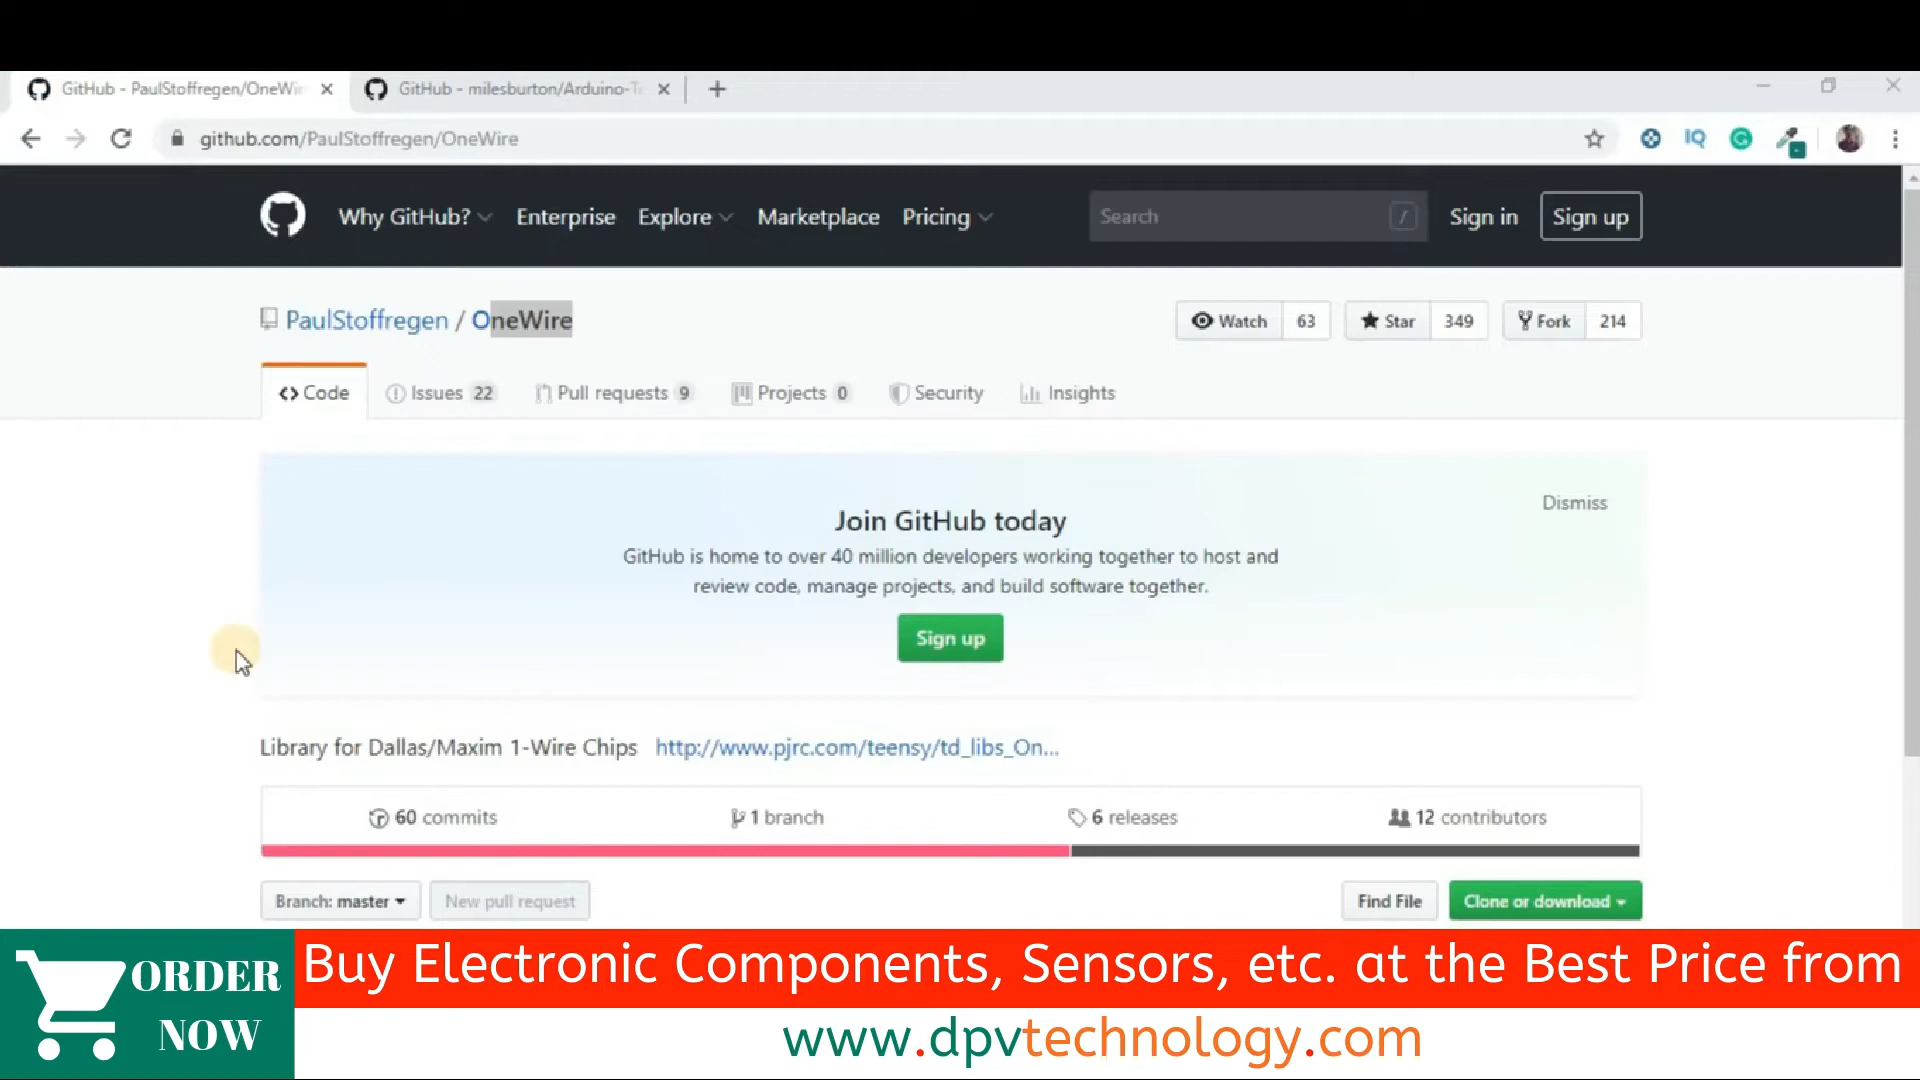 GitHub - PaulStoffregen/OneWi
GitHub - milesburton/Arduino-T
github.com/PaulStoffregen/OneWire
IQ
Why GitHub?
Enterprise
Explore
Marketplace
Pricing
Search
/
Sign in
Sign up
PaulStoffregen / OneWire
Watch 63
Star 349
Fork 214
Code
Issues 22
Pull requests 9
Projects 0
Security
Insights
Join GitHub today
Dismiss
GitHub is home to over 40 million developers working together to host and
review code, manage projects, and build software together.
Sign up
Library for Dallas/Maxim 1-Wire Chips http://www.pjrc.com/teensy/td_libs_On...
60 commits
1 branch
6 releases
12 contributors
Branch: master
New pull request
Find File
Clone or download
ORDER
NOW
Buy Electronic Components, Sensors, etc. at the Best Price from
www.dpvtechnology.com